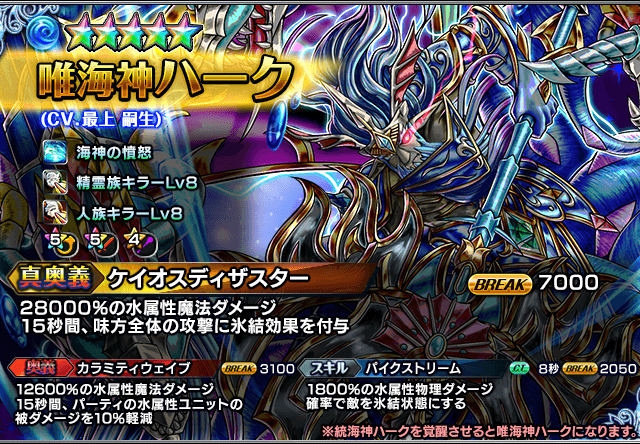 唯海神ハーク
(CV.最上 嗣生)
海神の憤怒
精霊族キラーLv8
人族キラーLv8
5 5 4
真奥義 ケイオスディザスター BREAK 7000
28000%の水属性魔法ダメージ
15秒間、味方全体の攻撃に氷結効果を付与
奥義 カラミティウェイブ BREAK 3100
12600%の水属性魔法ダメージ
15秒間、パーティの水属性ユニットの
被ダメージを10%軽減
スキル パイクストリーム CT 8秒 BREAK 2050
1800%の水属性物理ダメージ
確率で敵を氷結状態にする
※統海神ハークを覚醒させると唯海神ハークになります。